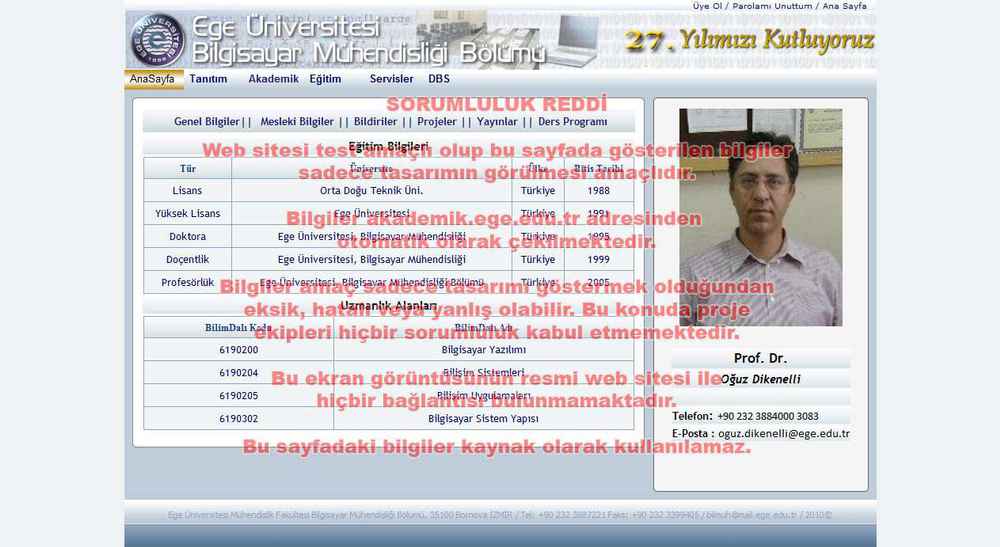 Üye Ol / Parolamı Unuttum / Ana Sayfa
Ege Üniversitesi
Bilgisayar Mühendisliği Bölümü
27. Yılımızı Kutluyoruz
AnaSayfa Tanıtım Akademik Eğitim Servisler DBS
SORUMLULUK REDDİ
Genel Bilgiler|| Mesleki Bilgiler || Bildiriler || Projeler || Yayınlar || Ders Programı
Eğitim Bilgileri
Web sitesi test amaçlı olup bu sayfada gösterilen bilgiler
sadece tasarımın görülmesi amaçlıdır.
Tür Üniversite Ülke Bitis Tarihi
Lisans Orta Doğu Teknik Üni. Türkiye 1988
Yüksek Lisans Ege Üniversitesi Türkiye 1991
Bilgiler akademik.ege.edu.tr adresinden
otomatik olarak çekilmektedir.
Doktora Ege Üniversitesi, Bilgisayar Mühendisliği Türkiye 1995
Doçentlik Ege Üniversitesi, Bilgisayar Mühendisliği Türkiye 1999
Profesörlük Ege Üniversitesi, Bilgisayar Mühendisliği Bölümü Türkiye 2005
Bilgiler amaç sadece tasarımı göstermek olduğundan
eksik, hatalı veya yanlış olabilir. Bu konuda proje
ekipleri hiçbir sorumluluk kabul etmemektedir.
Uzmanlık Alanları
BilimDalı Kodu BilimDalı Adı
6190200 Bilgisayar Yazılımı
6190204 Bilişim Sistemleri
6190205 Bilişim Uygulamaları
6190302 Bilgisayar Sistem Yapısı
Bu ekran görüntüsünün resmi web sitesi ile
hiçbir bağlantısı bulunmamaktadır.
Bu sayfadaki bilgiler kaynak olarak kullanılamaz.
Prof. Dr.
Oğuz Dikenelli
Telefon: +90 232 3884000 3083
E-Posta : oguz.dikenelli@ege.edu.tr
Ege Üniversitesi Mühendislik Fakültesi Bilgisayar Mühendisliği Bölümü, 35100 Bornova İZMİR / Tel: +90 232 3887221 Faks: +90 232 3399405 / bilmuh@mail.ege.edu.tr / 2010©